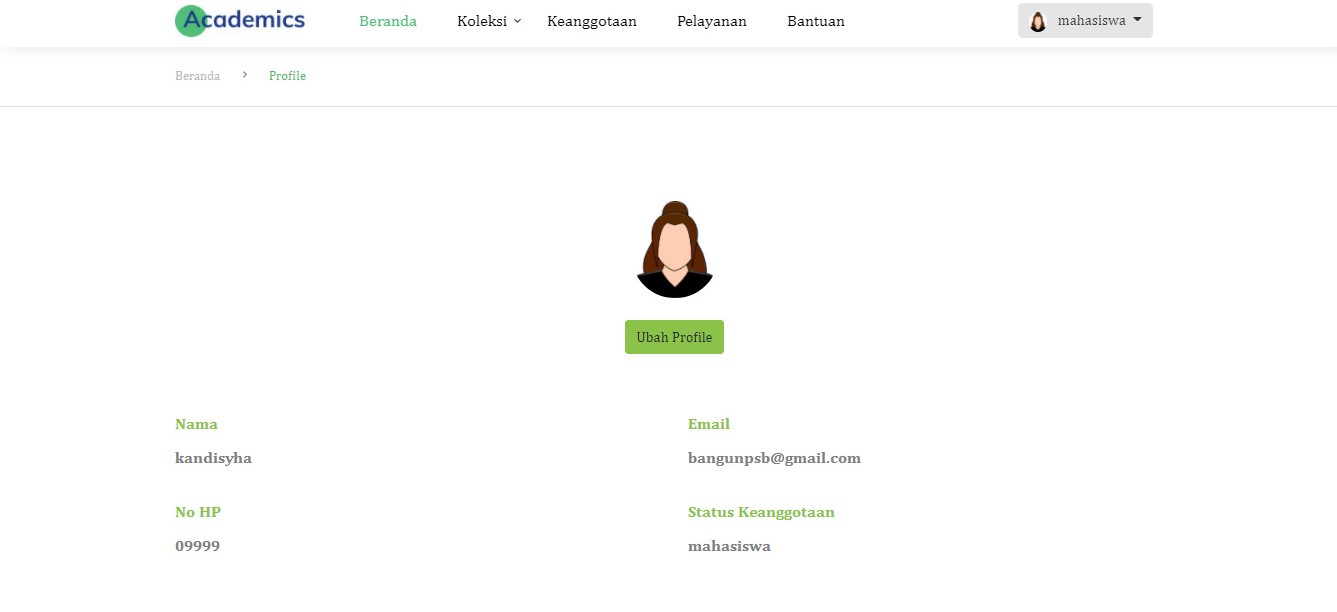 Academics Beranda Koleksi Keanggotaan Pelayanan Bantuan mahasiswa
Beranda > Profile
Ubah Profile
Nama Email
kandisyha bangunpsb@gmail.com
No HP Status Keanggotaan
09999 mahasiswa